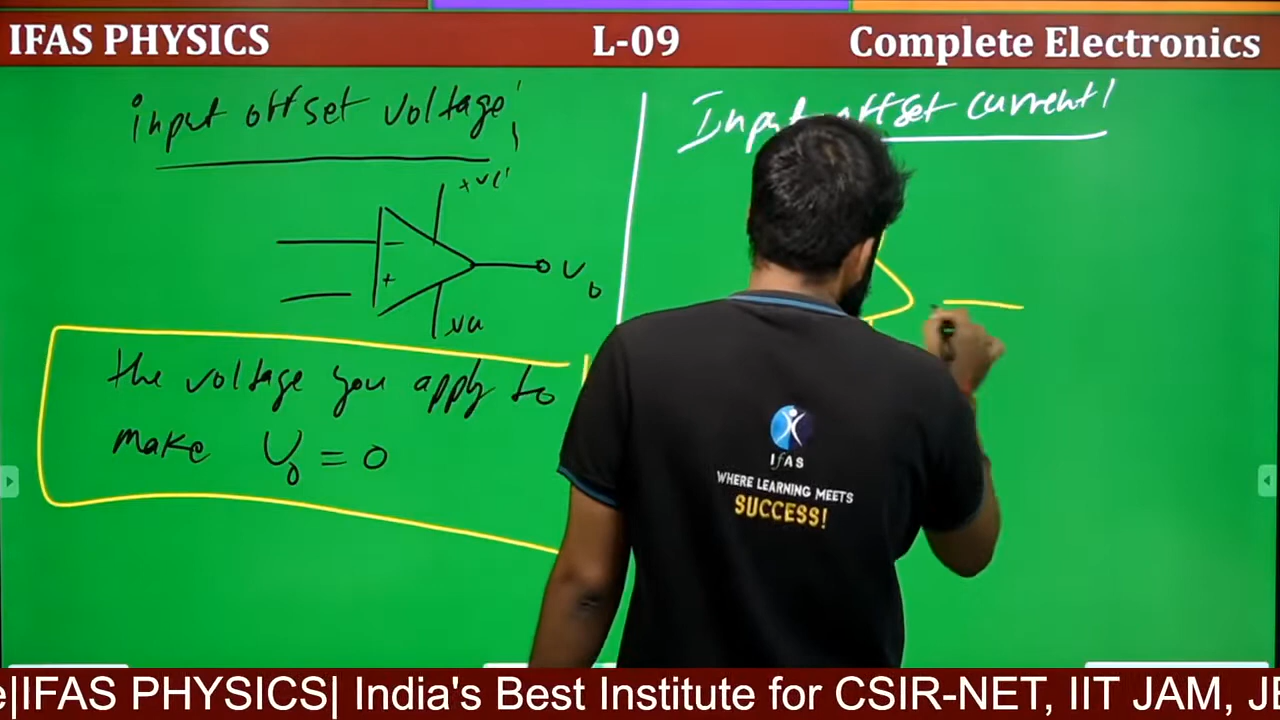 IFAS PHYSICS
L-09
Complete Electronics
input offset voltage
-
+
V0
the voltage you apply to
make V0 = 0
Input offset current
IfAS
WHERE LEARNING MEETS
SUCCESS!
|IFAS PHYSICS| India's Best Institute for CSIR-NET, IIT JAM,